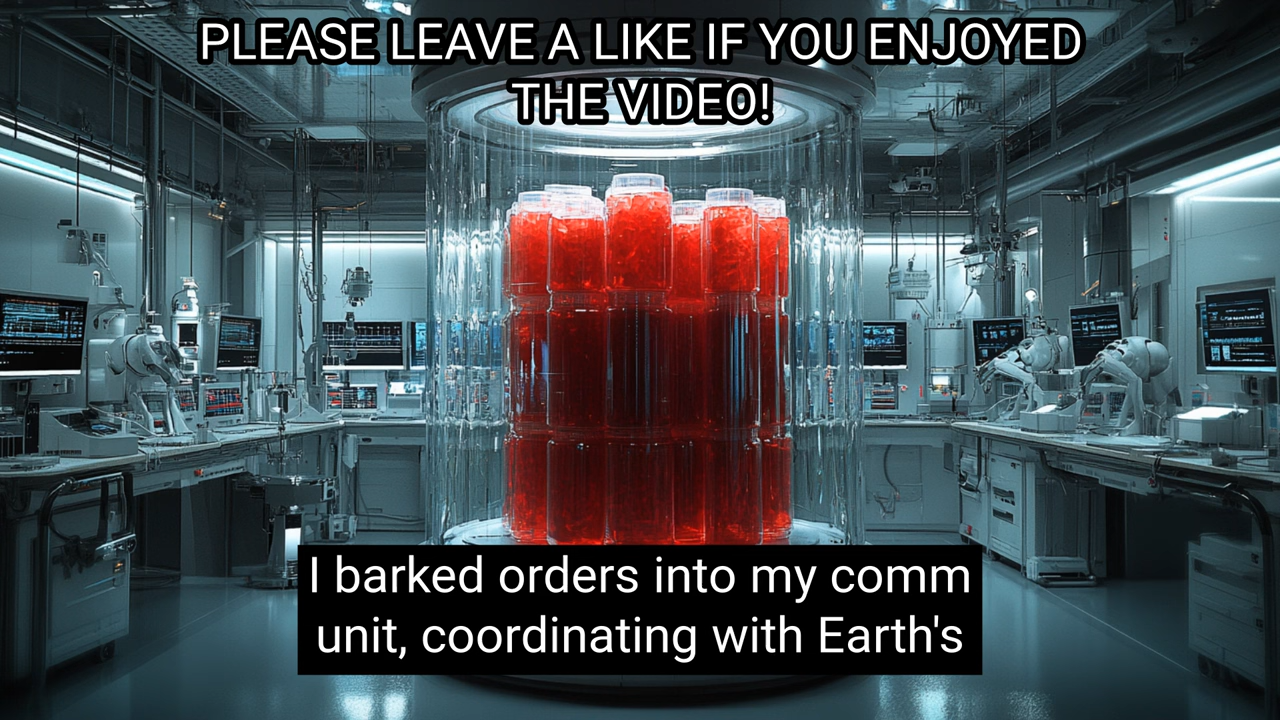 PLEASE LEAVE A LIKE IF YOU ENJOYED
THE VIDEO!
I barked orders into my comm
unit, coordinating with Earth's